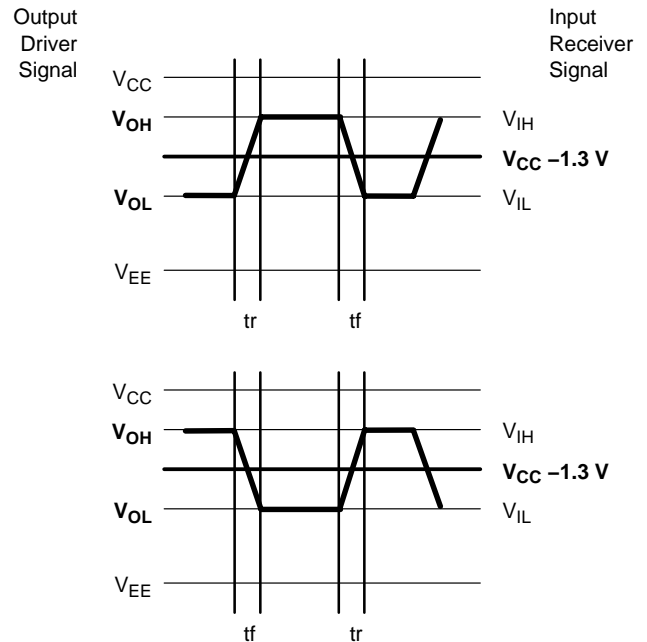 Output
Driver
Signal
Input
Receiver
Signal
VCC
VOH
VIH
VCC –1.3 V
VOL
VIL
VEE
tr
tf
VCC
VOH
VIH
VCC –1.3 V
VOL
VIL
VEE
tf
tr